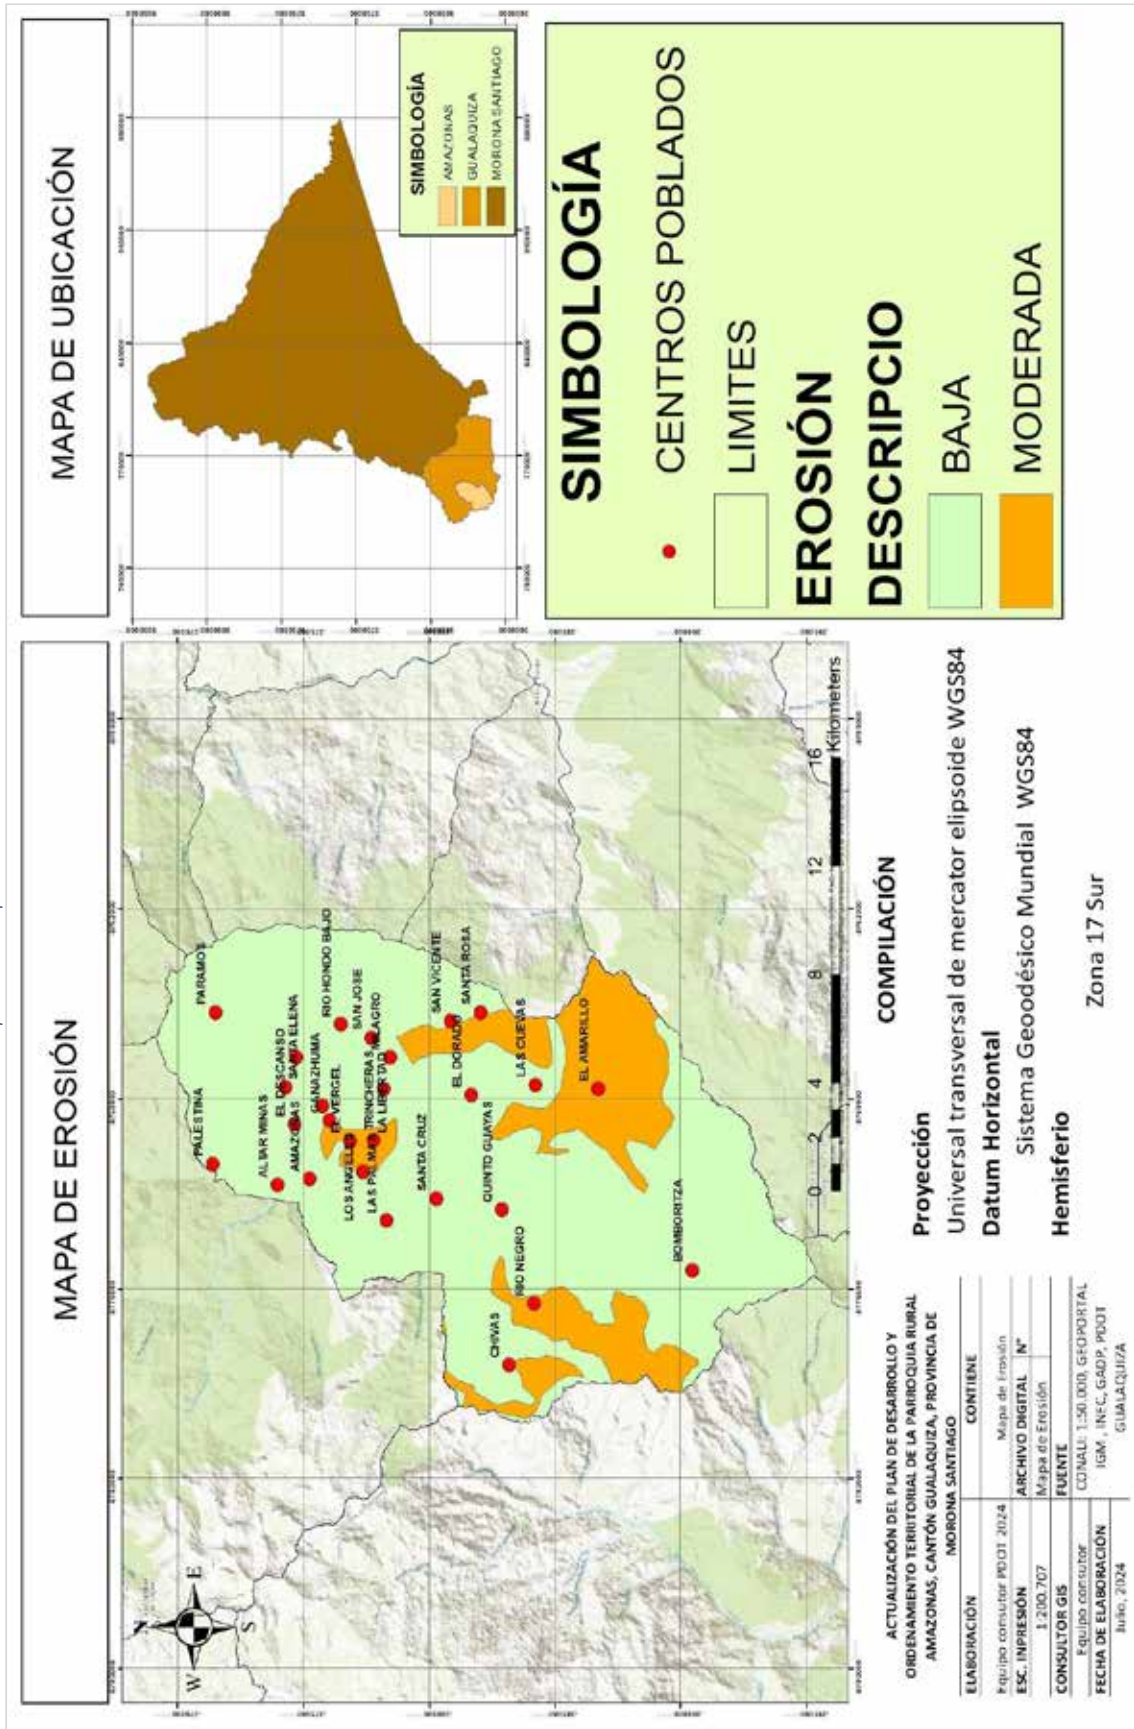 MAPA DE EROSIÓN
N
W
E
S
PALESTINA
PARAMOS
ALTAR MINAS
EL DESCANSO
SANTA ELENA
AMAZONAS
GANAZHUMA
EL VERGEL
RIO HONDO BAJO
SAN JOSE
LOS ANGELES
TRINCHERAS
MILAGRO
LAS PALMAS
LA LIBERTAD
SANTA CRUZ
SAN VICENTE
EL DORADO
SANTA ROSA
QUINTO GUAYAS
LAS CUEVAS
RIO NEGRO
CHIVAS
EL AMARILLO
BOMBORITZA
0 2 4 8 12 16
Kilometers
MAPA DE UBICACIÓN
SIMBOLOGÍA
AMAZONAS
GUALAQUIZA
MORONA SANTIAGO
SIMBOLOGÍA
CENTROS POBLADOS
LIMITES
EROSIÓN
DESCRIPCIO
BAJA
MODERADA
ACTUALIZACIÓN DEL PLAN DE DESARROLLO Y
ORDENAMIENTO TERRITORIAL DE LA PARROQUIA RURAL
AMAZONAS, CANTÓN GUALAQUIZA, PROVINCIA DE
MORONA SANTIAGO
ELABORACIÓN CONTIENE
Equipo consutor PDOT 2024 Mapa de Erosión
ESC. INPRESIÓN ARCHIVO DIGITAL N°
1:200.707 Mapa de Erosión
CONSULTOR GIS FUENTE
Equipo consutor CONALI: 1:50.000, GEOPORTAL
FECHA DE ELABORACIÓN IGM , INEC, GADP, PDOT
Julio, 2024 GUALAQUIZA
COMPILACIÓN
Proyección
Universal transversal de mercator elipsoide WGS84
Datum Horizontal
Sistema Geodésico Mundial WGS84
Hemisferio
Zona 17 Sur